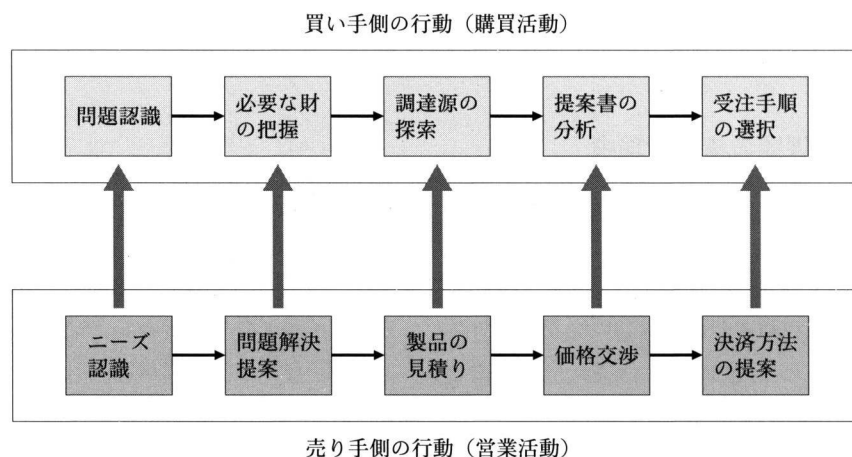 買い手側の行動（購買活動）
問題認識
必要な財
の把握
調達源の
探索
提案書の
分析
受注手順
の選択
ニーズ
認識
問題解決
提案
製品の
見積り
価格交渉
決済方法
の提案
売り手側の行動（営業活動）